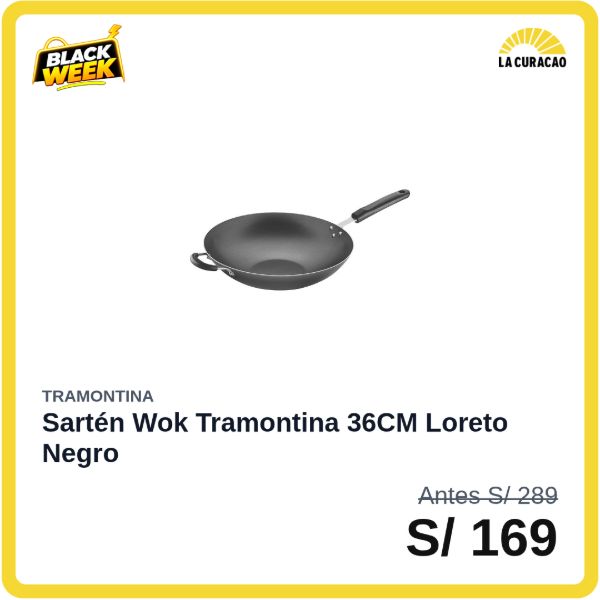 BLACK
WEEK
LA CURACAO
TRAMONTINA
Sartén Wok Tramontina 36CM Loreto
Negro
Antes S/ 289
S/ 169